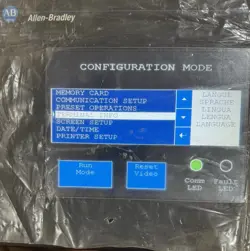 AB
Allen-Bradley
CONFIGURATION MODE
MEMORY CARD
COMMUNICATION SETUP
PRESET OPERATIONS
TERMINAL INFO
SCREEN SETUP
DATE/TIME
PRINTER SETUP
LANGUE
SPRACHE
LINGUA
LENGUA
LANGUAGE
Run
Mode
Reset
Video
Comm
LED
Fault
LED